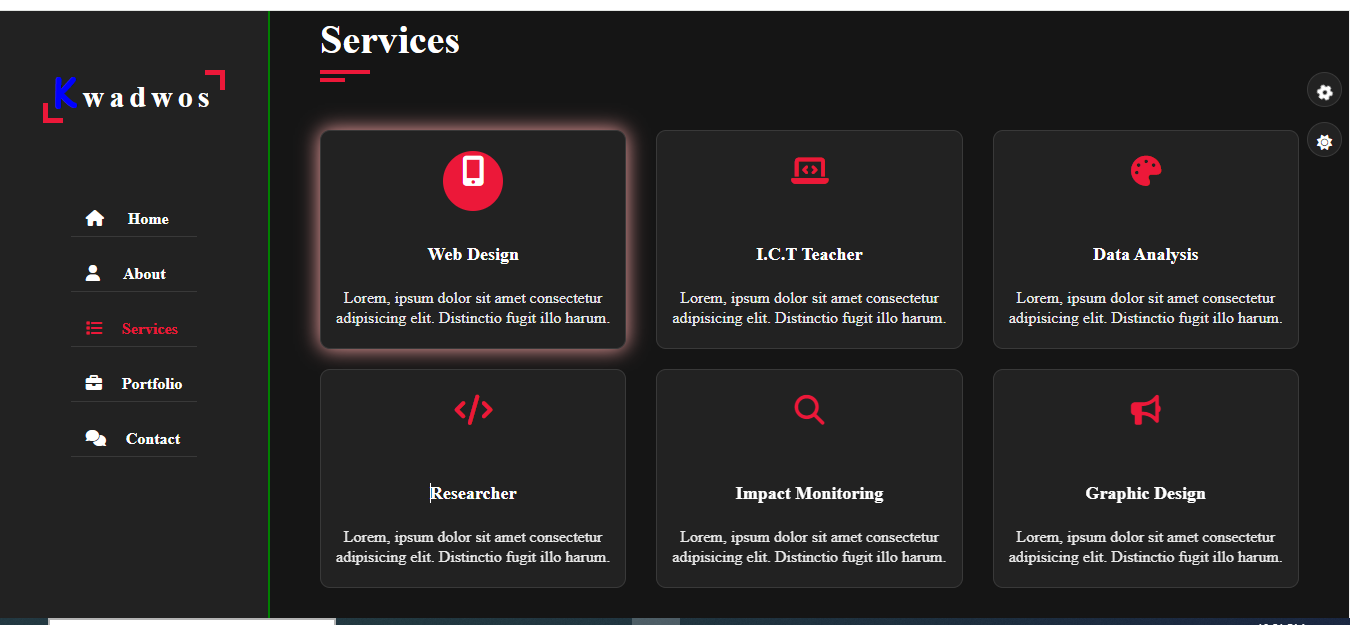 Kwadwos
Home
About
Services
Portfolio
Contact
Services
Web Design
Lorem, ipsum dolor sit amet consectetur
adipisicing elit. Distinctio fugit illo harum.
I.C.T Teacher
Lorem, ipsum dolor sit amet consectetur
adipisicing elit. Distinctio fugit illo harum.
Data Analysis
Lorem, ipsum dolor sit amet consectetur
adipisicing elit. Distinctio fugit illo harum.
Researcher
Lorem, ipsum dolor sit amet consectetur
adipisicing elit. Distinctio fugit illo harum.
Impact Monitoring
Lorem, ipsum dolor sit amet consectetur
adipisicing elit. Distinctio fugit illo harum.
Graphic Design
Lorem, ipsum dolor sit amet consectetur
adipisicing elit. Distinctio fugit illo harum.